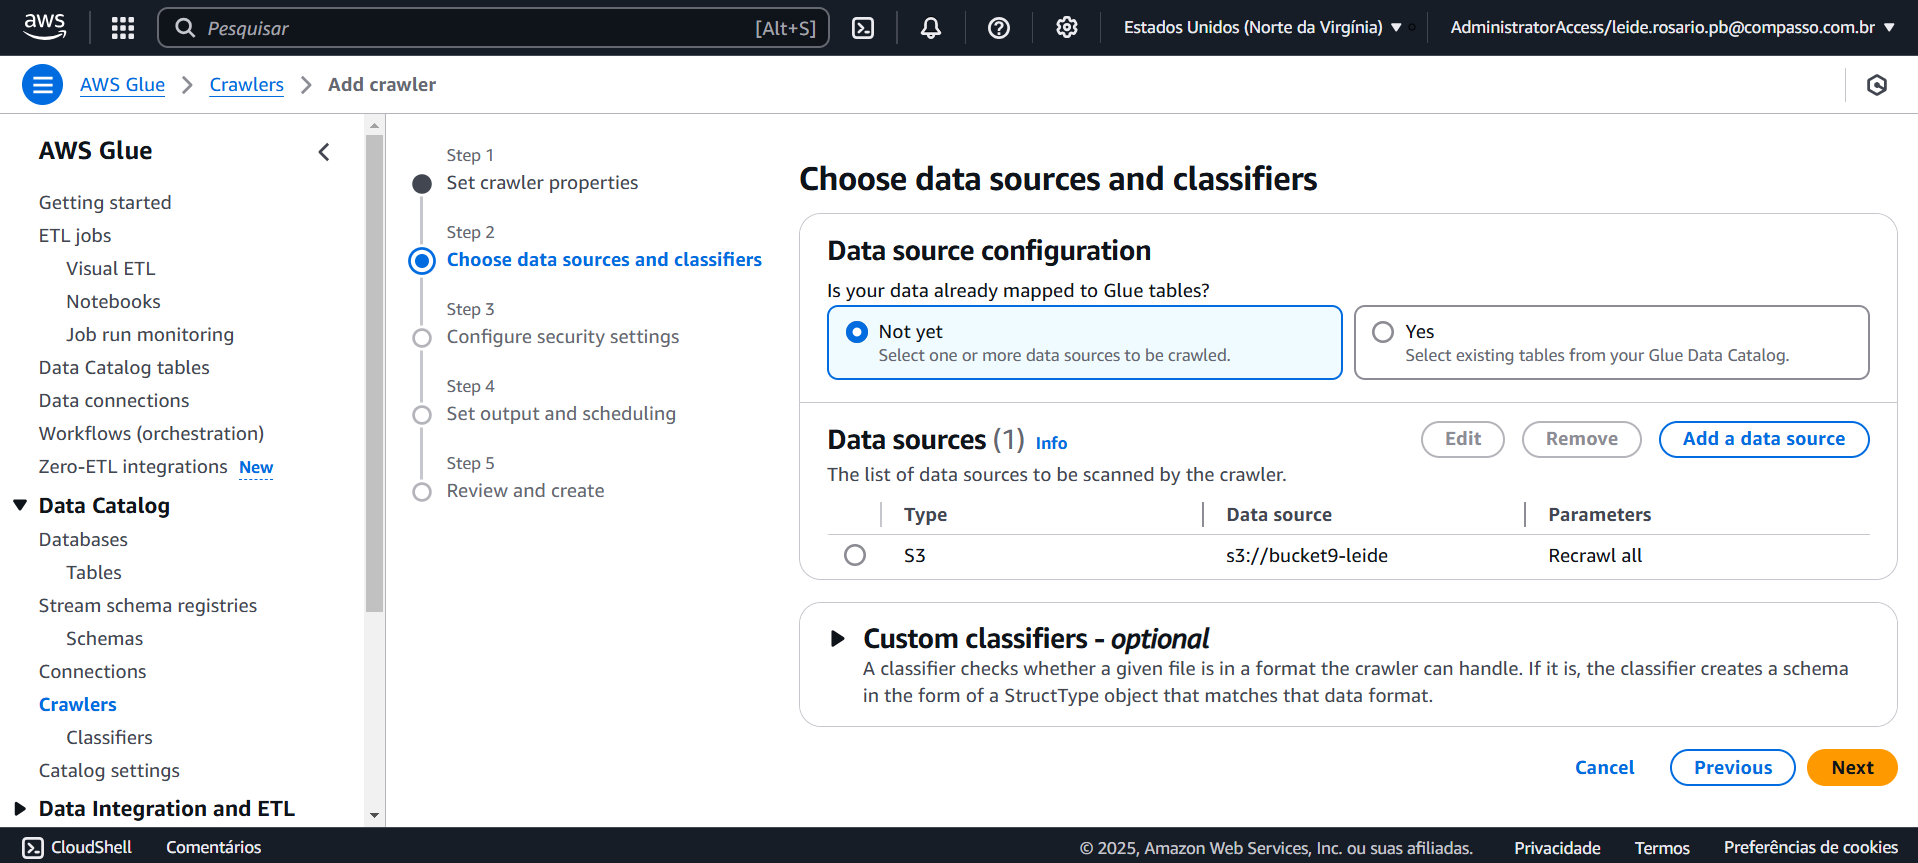 aws
Pesquisar [Alt+S]
Estados Unidos (Norte da Virgínia)
AdministratorAccess/leide.rosario.pb@compasso.com.br
AWS Glue
Crawlers
Add crawler
AWS Glue
Getting started
ETL jobs
Visual ETL
Notebooks
Job run monitoring
Data Catalog tables
Data connections
Workflows (orchestration)
Zero-ETL integrations New
Data Catalog
Databases
Tables
Stream schema registries
Schemas
Connections
Crawlers
Classifiers
Catalog settings
Data Integration and ETL
Step 1
Set crawler properties
Step 2
Choose data sources and classifiers
Step 3
Configure security settings
Step 4
Set output and scheduling
Step 5
Review and create
Choose data sources and classifiers
Data source configuration
Is your data already mapped to Glue tables?
Not yet
Select one or more data sources to be crawled.
Yes
Select existing tables from your Glue Data Catalog.
Data sources (1) Info
Edit
Remove
Add a data source
The list of data sources to be scanned by the crawler.
Type Data source Parameters
S3 s3://bucket9-leide Recrawl all
Custom classifiers - optional
A classifier checks whether a given file is in a format the crawler can handle. If it is, the classifier creates a schema
in the form of a StructType object that matches that data format.
Cancel
Previous
Next
CloudShell
Comentários
© 2025, Amazon Web Services, Inc. ou suas afiliadas.
Privacidade
Termos
Preferências de cookies